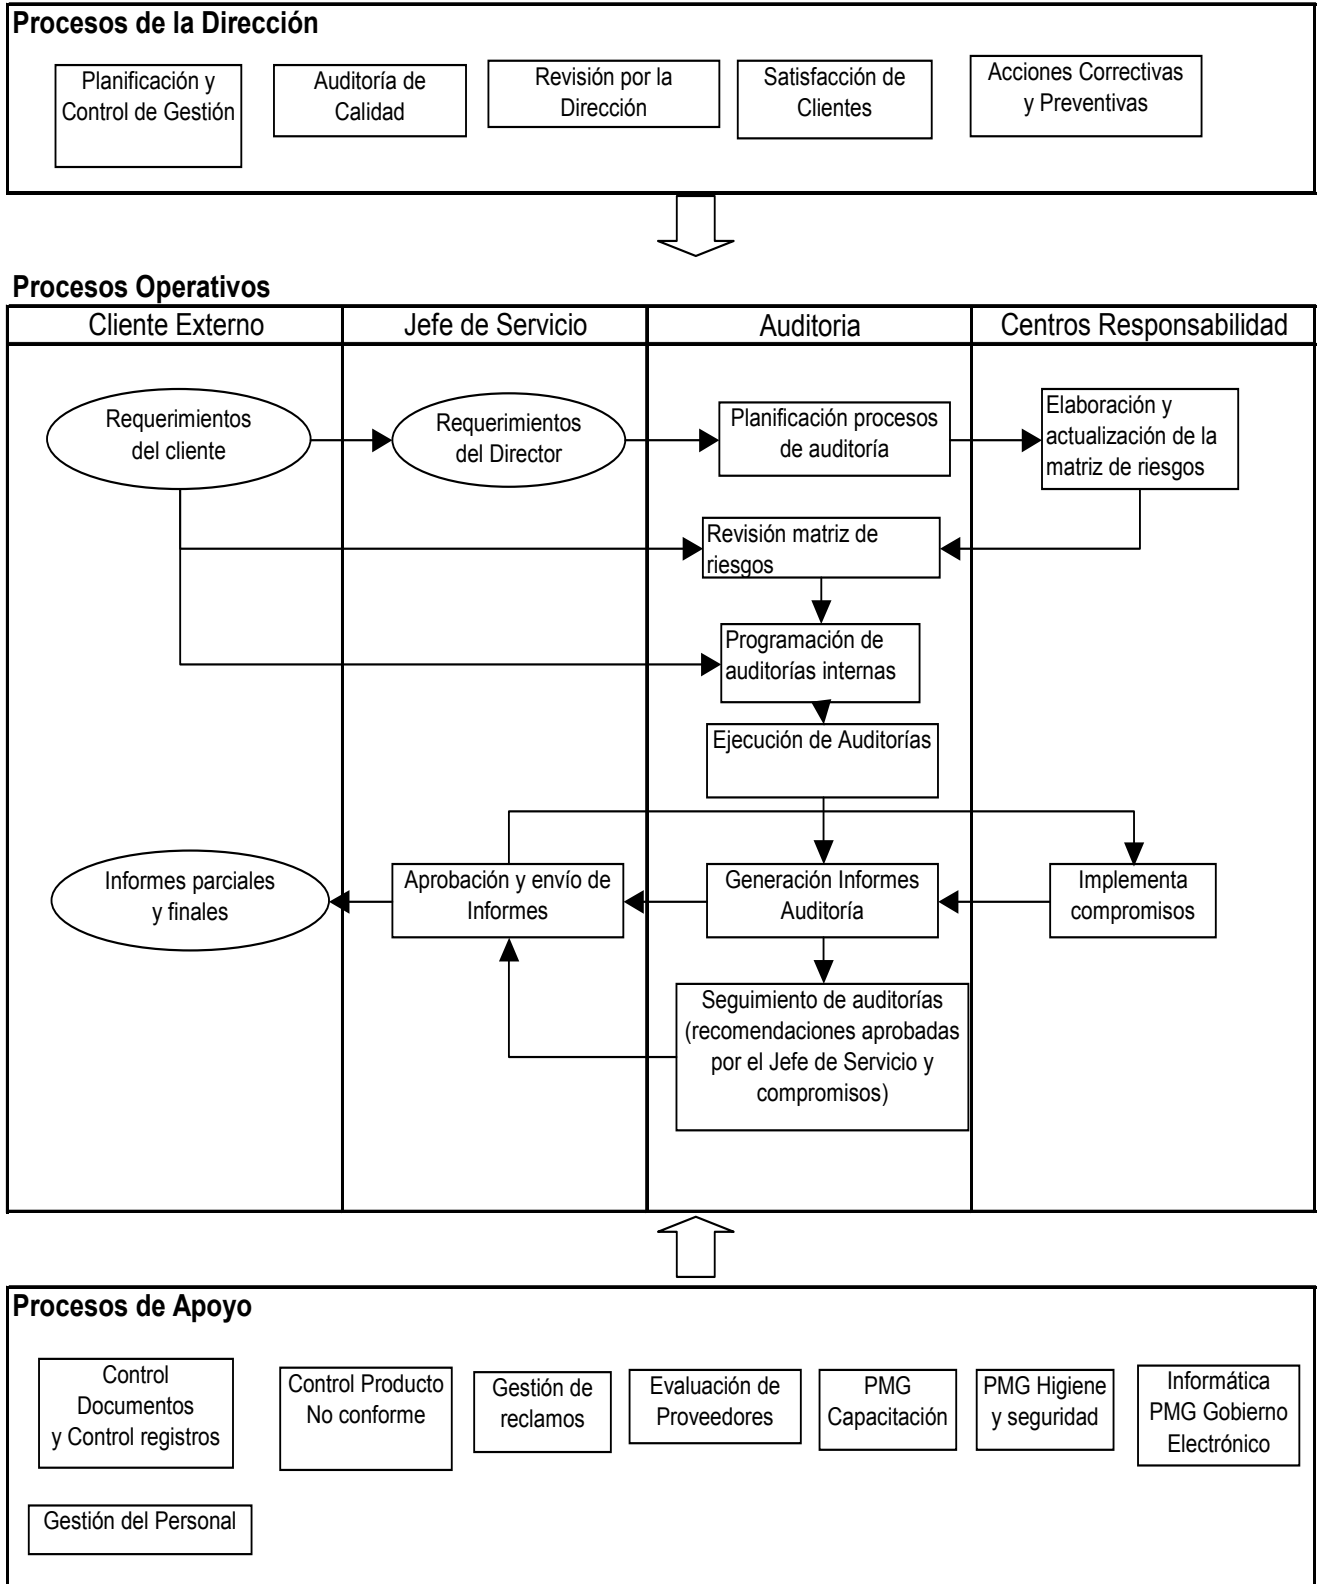 Procesos de la Dirección
Planificación y
Control de Gestión
Auditoría de
Calidad
Revisión por la
Dirección
Satisfacción de
Clientes
Acciones Correctivas
y Preventivas
Procesos Operativos
Cliente Externo
Jefe de Servicio
Auditoria
Centros Responsabilidad
Requerimientos
del cliente
Requerimientos
del Director
Planificación procesos
de auditoría
Elaboración y
actualización de la
matriz de riesgos
Revisión matriz de
riesgos
Programación de
auditorías internas
Ejecución de Auditorías
Informes parciales
y finales
Aprobación y envío de
Informes
Generación Informes
Auditoría
Implementa
compromisos
Seguimiento de auditorías
(recomendaciones aprobadas
por el Jefe de Servicio y
compromisos)
Procesos de Apoyo
Control
Documentos
y Control registros
Control Producto
No conforme
Gestión de
reclamos
Evaluación de
Proveedores
PMG
Capacitación
PMG Higiene
y seguridad
Informática
PMG Gobierno
Electrónico
Gestión del Personal